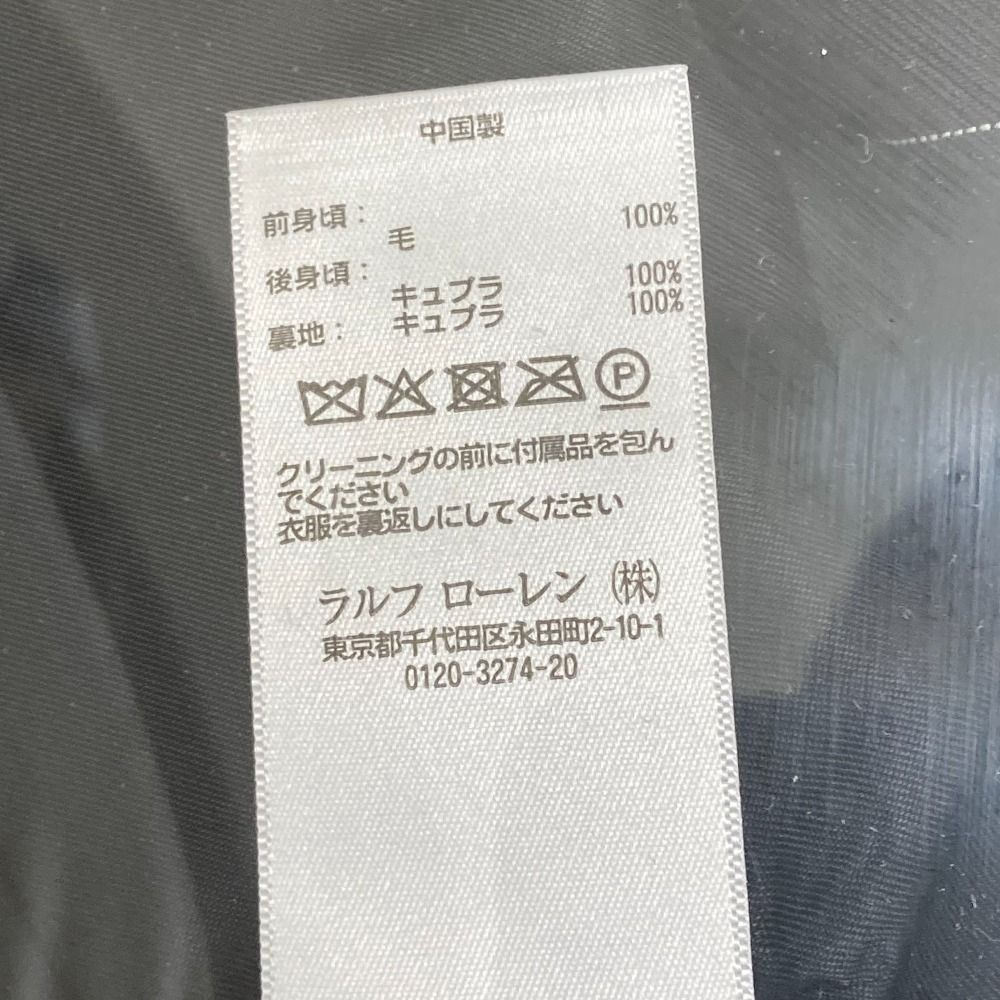 中国製
前身頃:
毛 100%
後身頃:
キュプラ 100%
裏地: キュプラ 100%
P
クリーニングの前に付属品を包ん
でください
衣服を裏返しにしてください
ラルフ ローレン ㈱
東京都千代田区永田町2-10-1
0120-3274-20